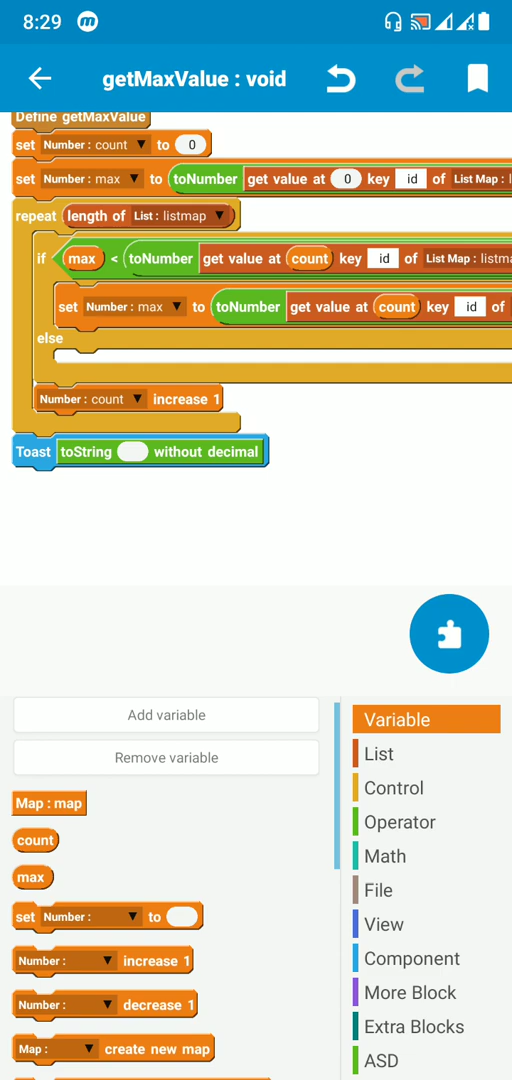 8:29
getMaxValue : void
Define getMaxValue
set Number : count to 0
set Number : max to toNumber get value at 0 key id of List Map : l
repeat length of List : listmap
if max < toNumber get value at count key id of List Map : listma
set Number : max to toNumber get value at count key id of
else
Number : count increase 1
Toast toString without decimal
Add variable
Remove variable
Map : map
count
max
set Number : to
Number : increase 1
Number : decrease 1
Map : create new map
Variable
List
Control
Operator
Math
File
View
Component
More Block
Extra Blocks
ASD